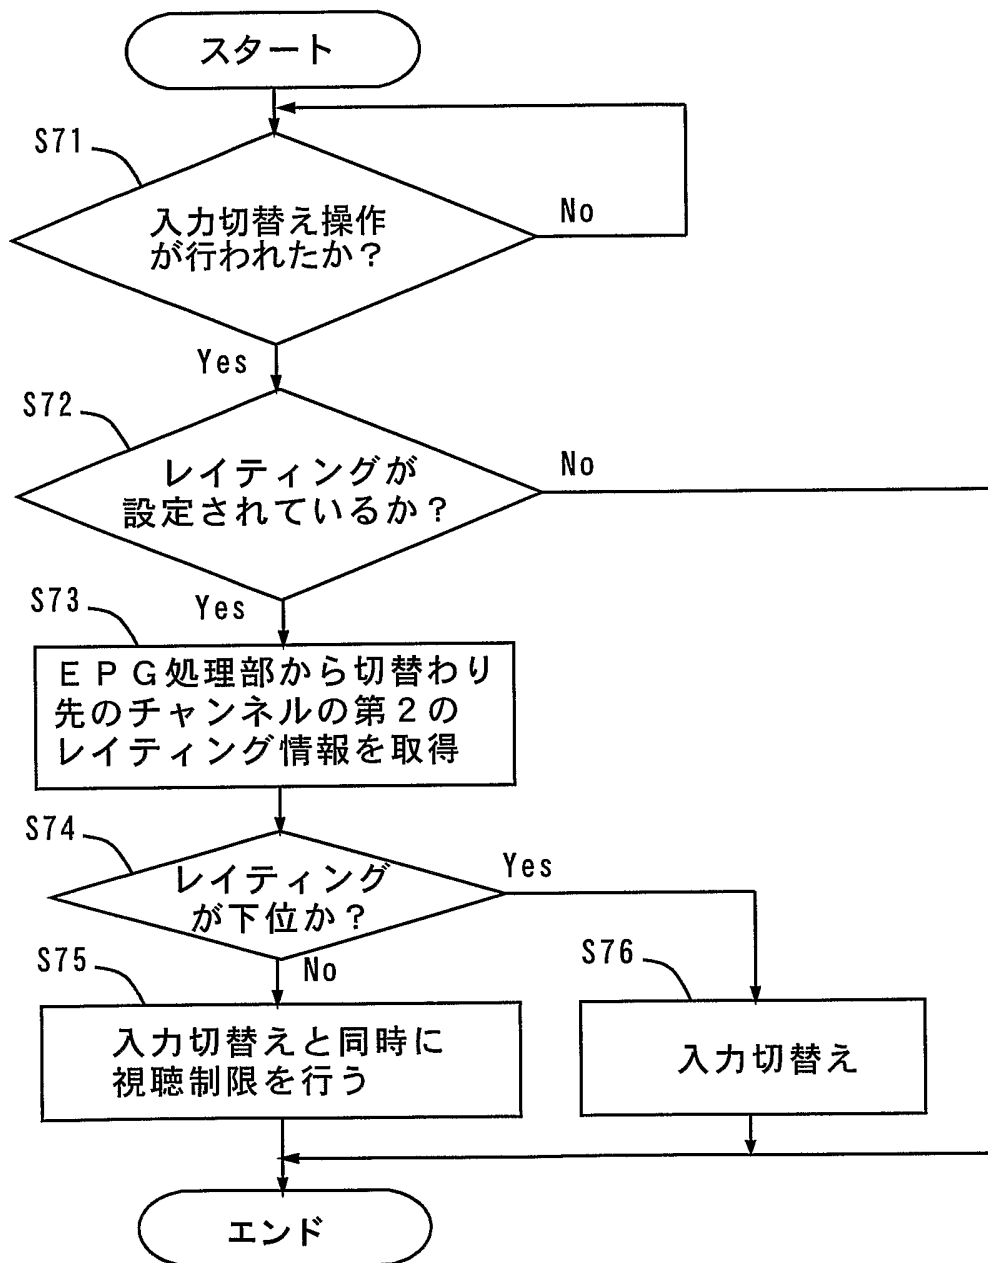 スタート
S71
入力切替え操作
が行われたか？
No
Yes
S72
レイティングが
設定されているか？
No
Yes
S73
ＥＰＧ処理部から切替わり
先のチャンネルの第２の
レイティング情報を取得
S74
レイティング
が下位か？
Yes
No
S75
入力切替えと同時に
視聴制限を行う
S76
入力切替え
エンド